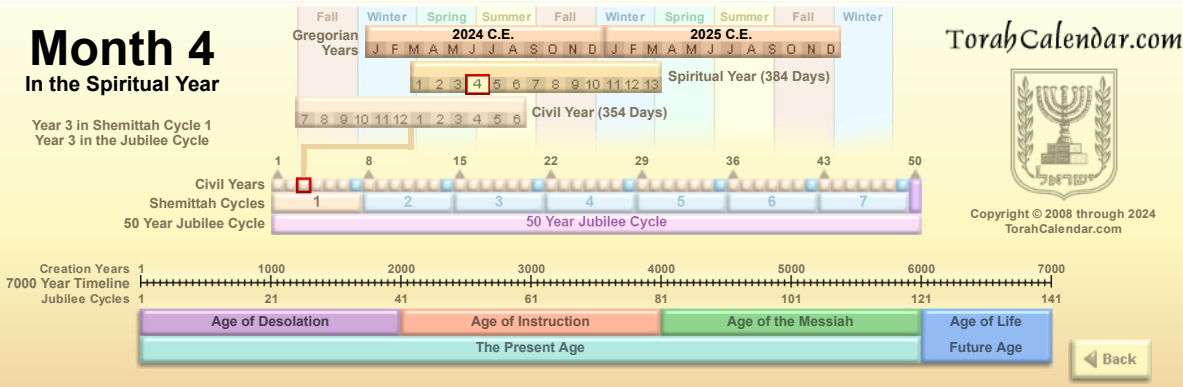 Month 4
In the Spiritual Year
Year 3 in Shemittah Cycle 1
Year 3 in the Jubilee Cycle
Fall Winter Spring Summer Fall Winter Spring Summer Fall Winter
Gregorian Years
2024 C.E. 2025 C.E.
J F M A M J J A S O N D J F M A M J J A S O N D
1 2 3 4 5 6 7 8 9 10 11 12 13 Spiritual Year (384 Days)
7 8 9 10 11 12 1 2 3 4 5 6 Civil Year (354 Days)
1 8 15 22 29 36 43 50
Civil Years
Shemittah Cycles 1 2 3 4 5 6 7
50 Year Jubilee Cycle 50 Year Jubilee Cycle
TorahCalendar.com
ישראל
Copyright © 2008 through 2024
TorahCalendar.com
Creation Years 1 1000 2000 3000 4000 5000 6000 7000
7000 Year Timeline
Jubilee Cycles 1 21 41 61 81 101 121 141
Age of Desolation Age of Instruction Age of the Messiah Age of Life
The Present Age Future Age
Back